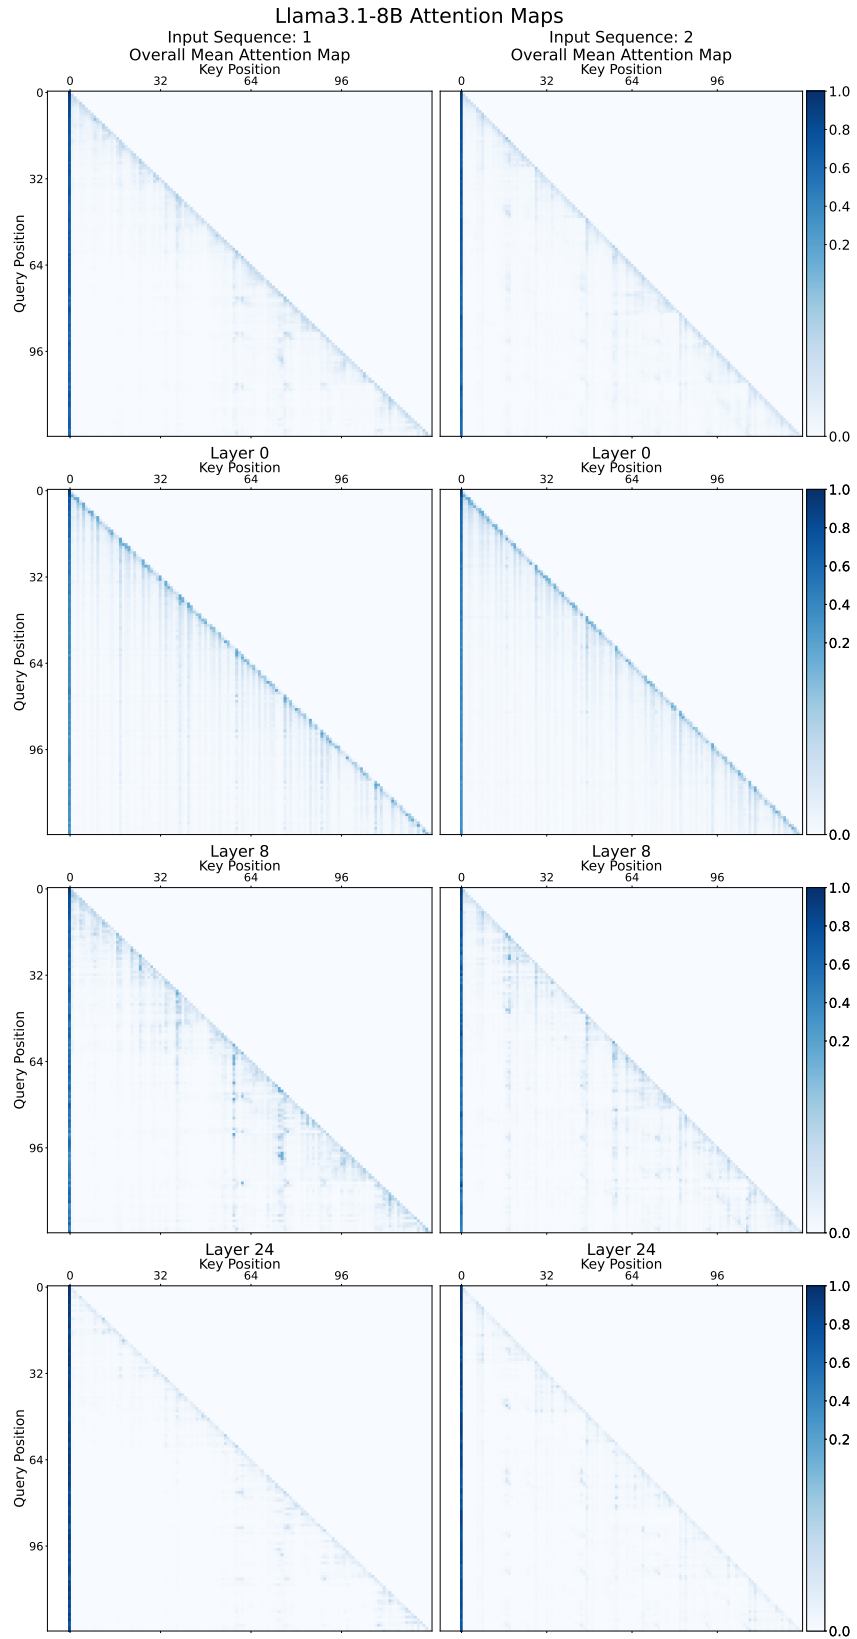 Llama3.1-8B Attention Maps
Input Sequence: 1
Overall Mean Attention Map
Key Position
0 32 64 96
Input Sequence: 2
Overall Mean Attention Map
Key Position
0 32 64 96
Query Position
0
32
64
96
1.0
0.8
0.6
0.4
0.2
0.0
Layer 0
Key Position
0 32 64 96
Layer 0
Key Position
0 32 64 96
Query Position
0
32
64
96
1.0
0.8
0.6
0.4
0.2
0.0
Layer 8
Key Position
0 32 64 96
Layer 8
Key Position
0 32 64 96
Query Position
0
32
64
96
1.0
0.8
0.6
0.4
0.2
0.0
Layer 24
Key Position
0 32 64 96
Layer 24
Key Position
0 32 64 96
Query Position
0
32
64
96
1.0
0.8
0.6
0.4
0.2
0.0